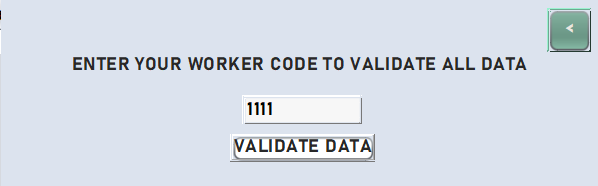 <
ENTER YOUR WORKER CODE TO VALIDATE ALL DATA
1111
VALIDATE DATA